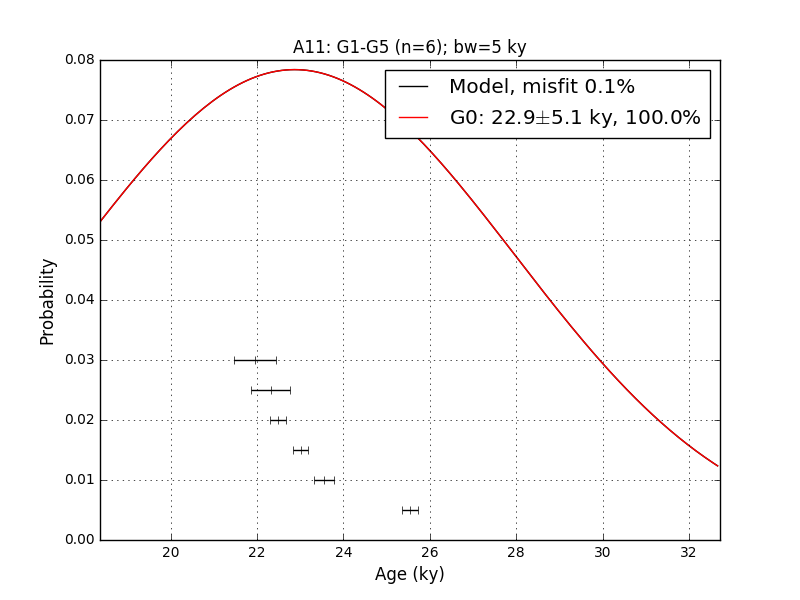 A11: G1-G5 (n=6); bw=5 ky
Model, misfit 0.1%
G0: 22.9±5.1 ky, 100.0%
0.08
0.07
0.06
0.05
0.04
0.03
0.02
0.01
0.00
Probability
20 22 24 26 28 30 32
Age (ky)